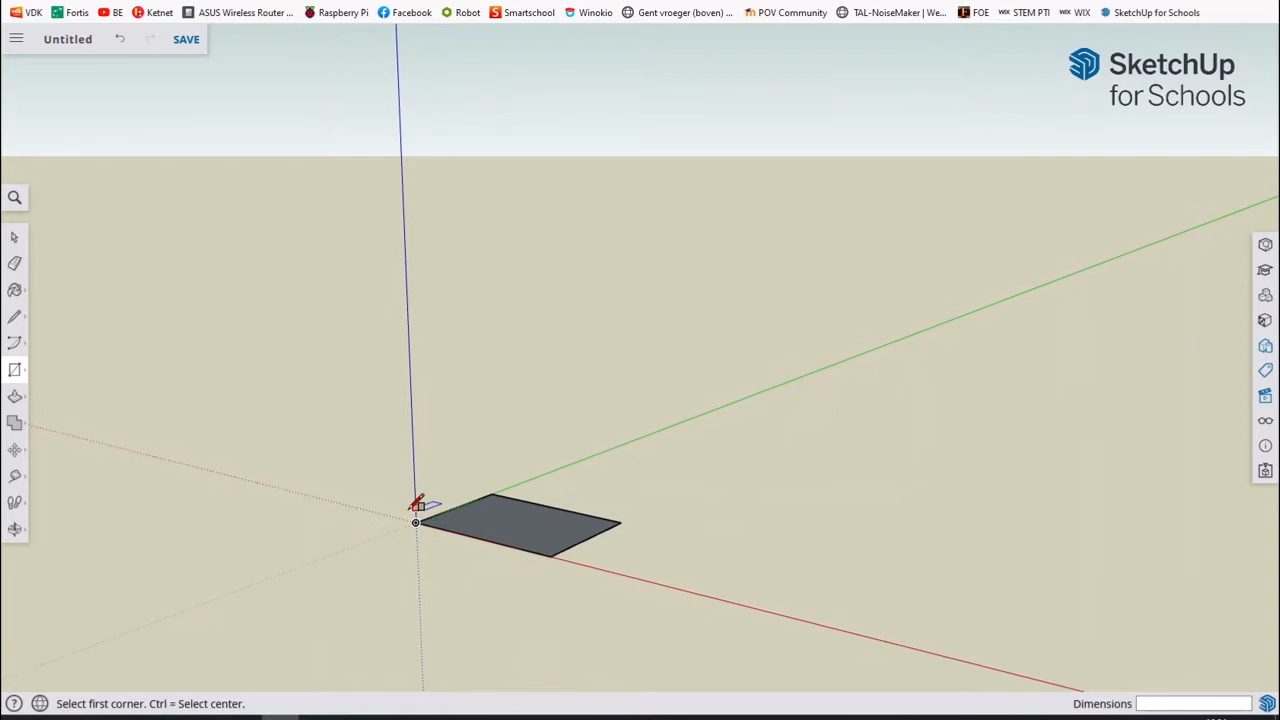 VDK Fortis BE Ketnet ASUS Wireless Router ... Raspberry Pi Facebook Robot Smartschool Winokio Gent vroeger (boven) ... POV Community TAL-NoiseMaker | We... FOE WIX STEM PTI WIX WIX SketchUp for Schools
Untitled SAVE
SketchUp
for Schools
Select first corner. Ctrl = Select center. Dimensions